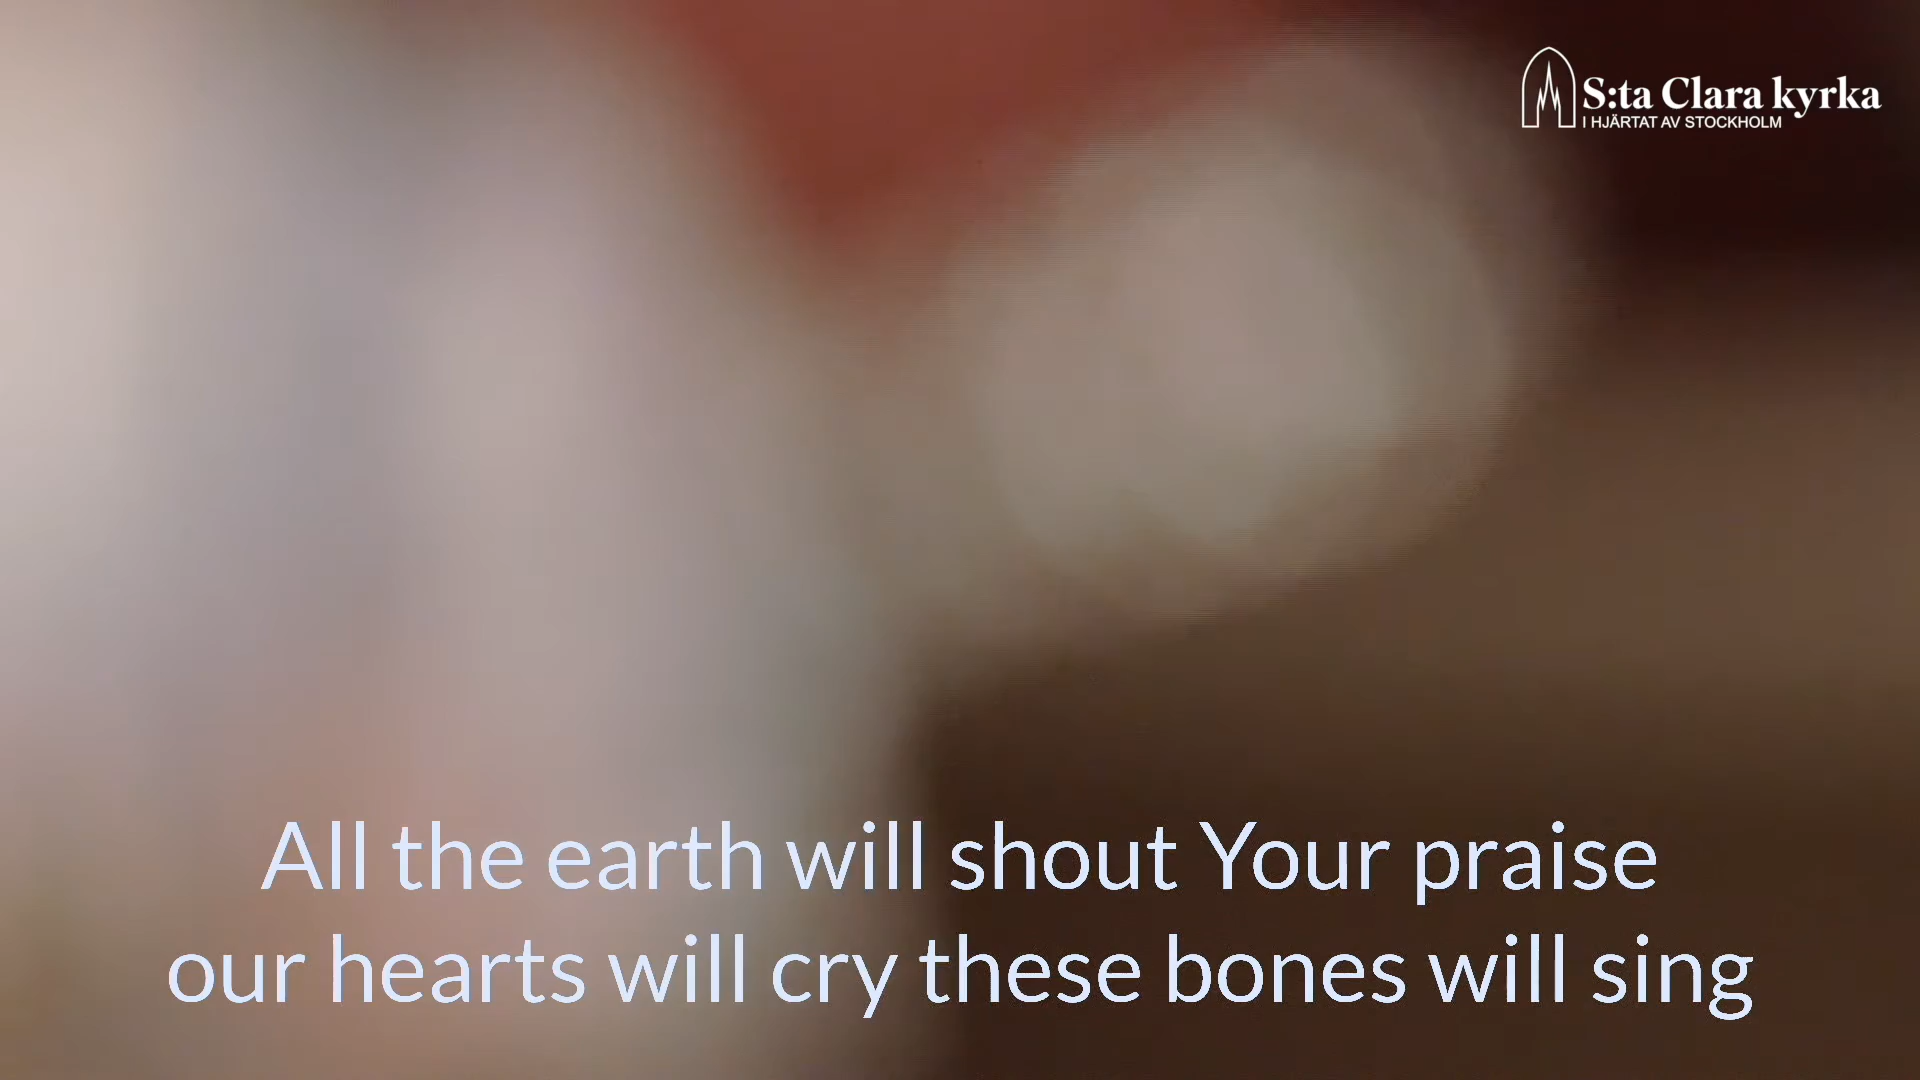 S:ta Clara kyrka
I HJÄRTAT AV STOCKHOLM
All the earth will shout Your praise
our hearts will cry these bones will sing